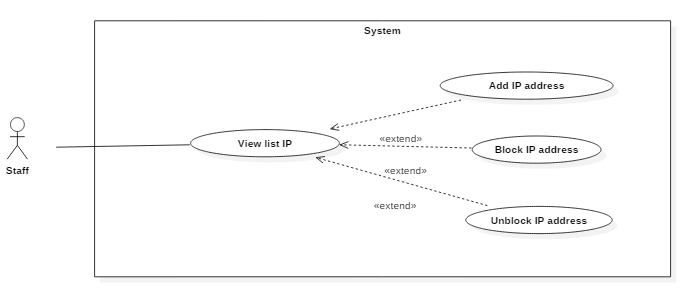 System
Add IP address
«extend»
View list IP
Block IP address
Staff
«extend»
«extend»
Unblock IP address